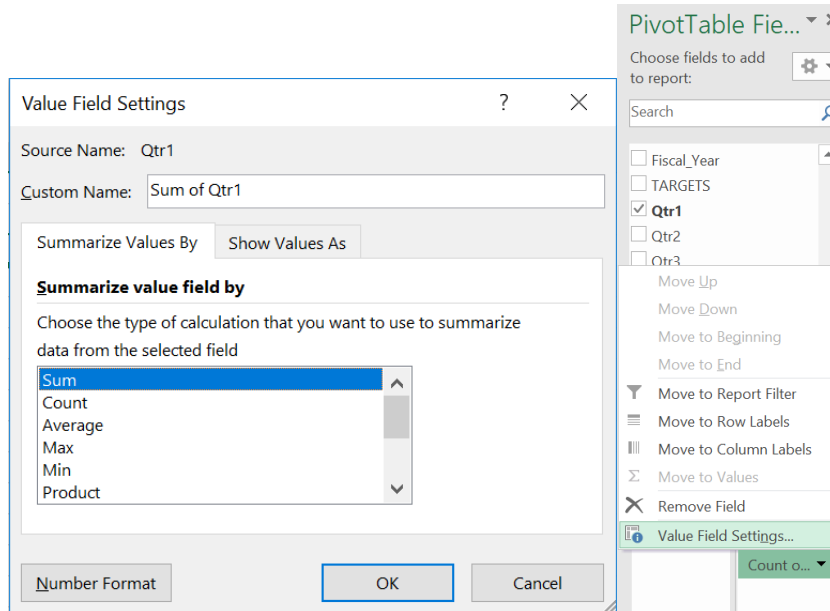 Value Field Settings
?
Source Name: Qtr1
Custom Name: Sum of Qtr1
Summarize Values By
Show Values As
Summarize value field by
Choose the type of calculation that you want to use to summarize
data from the selected field
Sum
Count
Average
Max
Min
Product
Number Format
OK
Cancel
PivotTable Fie...
Choose fields to add
to report:
Search
Fiscal_Year
TARGETS
Qtr1
Qtr2
Qtr3
Move Up
Move Down
Move to Beginning
Move to End
Move to Report Filter
Move to Row Labels
Move to Column Labels
Σ Move to Values
Remove Field
Value Field Settings...
Count o...